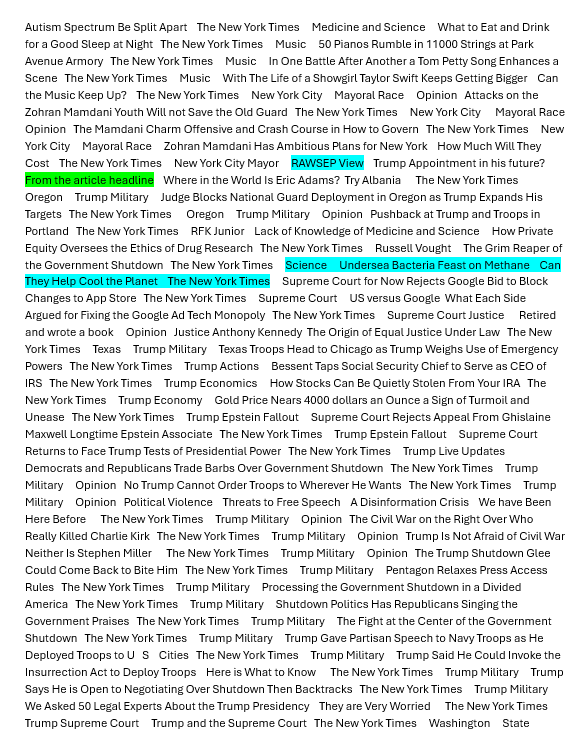 Autism Spectrum Be Split Apart   The New York Times    Medicine and Science    What to Eat and Drink
for a Good Sleep at Night  The New York Times    Music    50 Pianos Rumble in 11000 Strings at Park
Avenue Armory  The New York Times    Music    In One Battle After Another a Tom Petty Song Enhances a
Scene  The New York Times    Music    With The Life of a Showgirl Taylor Swift Keeps Getting Bigger   Can
the Music Keep Up?  The New York Times    New York City    Mayoral Race    Opinion  Attacks on the
Zohran Mamdani Youth will not Save the Old Guard  The New York Times    New York City    Mayoral Race
Opinion  The Mamdani Charm Offensive and Crash Course in How to Govern  The New York Times    New
York City    Mayoral Race    Zohran Mamdani Has Ambitious Plans for New York   How Much Will They
Cost   The New York Times    New York City Mayor    RAWSEP View   Trump Appointment in his future?
From the article headline   Where in the World Is Eric Adams?  Try Albania     The New York Times
Oregon    Trump Military    Judge Blocks National Guard Deployment in Oregon as Trump Expands His
Targets  The New York Times     Oregon    Trump Military    Opinion  Pushback at Trump and Troops in
Portland  The New York Times    RFK Junior   Lack of Knowledge of Medicine and Science    How Private
Equity Oversees the Ethics of Drug Research  The New York Times    Russell Vought   The Grim Reaper of
the Government Shutdown  The New York Times    Science    Undersea Bacteria Feast on Methane   Can
They Help Cool the Planet   The New York Times    Supreme Court for Now Rejects Google Bid to Block
Changes to App Store  The New York Times    Supreme Court    US versus Google  What Each Side
Argued for Fixing the Google Ad Tech Monopoly  The New York Times    Supreme Court Justice     Retired
and wrote a book    Opinion  Justice Anthony Kennedy The Origin of Equal Justice Under Law  The New
York Times    Texas    Trump Military    Texas Troops Head to Chicago as Trump Weighs Use of Emergency
Powers  The New York Times    Trump Actions    Bessent Taps Social Security Chief to Serve as CEO of
IRS  The New York Times    Trump Economics    How Stocks Can Be Quietly Stolen From Your IRA  The
New York Times    Trump Economy    Gold Price Nears 4000 dollars an Ounce a Sign of Turmoil and
Unease  The New York Times    Trump Epstein Fallout    Supreme Court Rejects Appeal From Ghislaine
Maxwell Longtime Epstein Associate  The New York Times    Trump Epstein Fallout    Supreme Court
Returns to Face Trump Tests of Presidential Power  The New York Times    Trump Live Updates
Democrats and Republicans Trade Barbs Over Government Shutdown  The New York Times    Trump
Military    Opinion   No Trump Cannot Order Troops to Wherever He Wants  The New York Times    Trump
Military    Opinion   Political Violence   Threats to Free Speech   A Disinformation Crisis   We have Been
Here Before     The New York Times    Trump Military    Opinion  The Civil War on the Right Over Who
Really Killed Charlie Kirk  The New York Times    Trump Military    Opinion   Trump Is Not Afraid of Civil War
Neither Is Stephen Miller     The New York Times    Trump Military    Opinion   The Trump Shutdown Glee
Could Come Back to Bite Him  The New York Times    Trump Military    Pentagon Relaxes Press Access
Rules  The New York Times    Trump Military    Processing the Government Shutdown in a Divided
America  The New York Times    Trump Military    Shutdown Politics Has Republicans Singing the
Government Praises  The New York Times    Trump Military    The Fight at the Center of the Government
Shutdown  The New York Times    Trump Military    Trump Gave Partisan Speech to Navy Troops as He
Deployed Troops to U   S   Cities  The New York Times    Trump Military    Trump Said He Could Invoke the
Insurrection Act to Deploy Troops   Here is What to Know     The New York Times    Trump Military    Trump
Says He is Open to Negotiating Over Shutdown Then Backtracks  The New York Times    Trump Military
We Asked 50 Legal Experts About the Trump Presidency   They are Very Worried     The New York Times
Trump Supreme Court    Trump and the Supreme Court  The New York Times    Washington    State